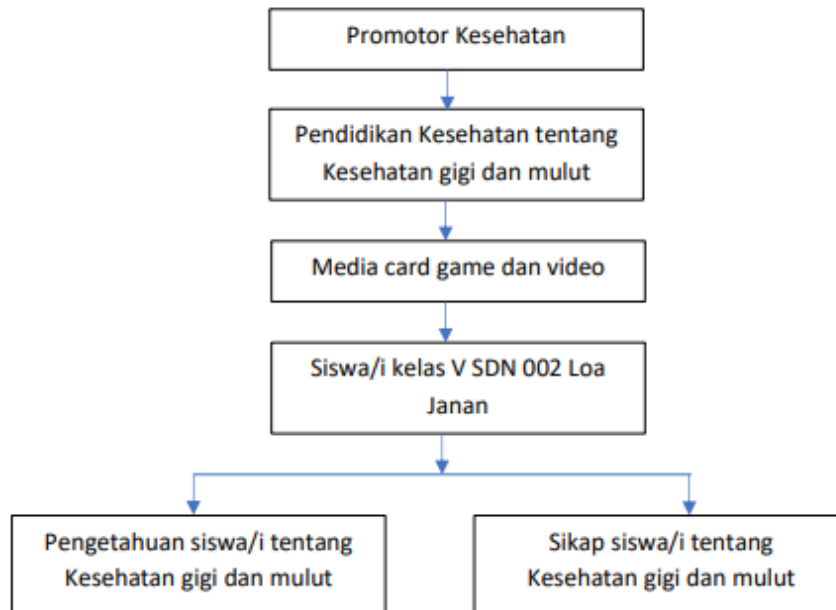 Promotor Kesehatan
Pendidikan Kesehatan tentang
Kesehatan gigi dan mulut
Media card game dan video
Siswa/i kelas V SDN 002 Loa
Janan
Pengetahuan siswa/i tentang
Kesehatan gigi dan mulut
Sikap siswa/i tentang
Kesehatan gigi dan mulut